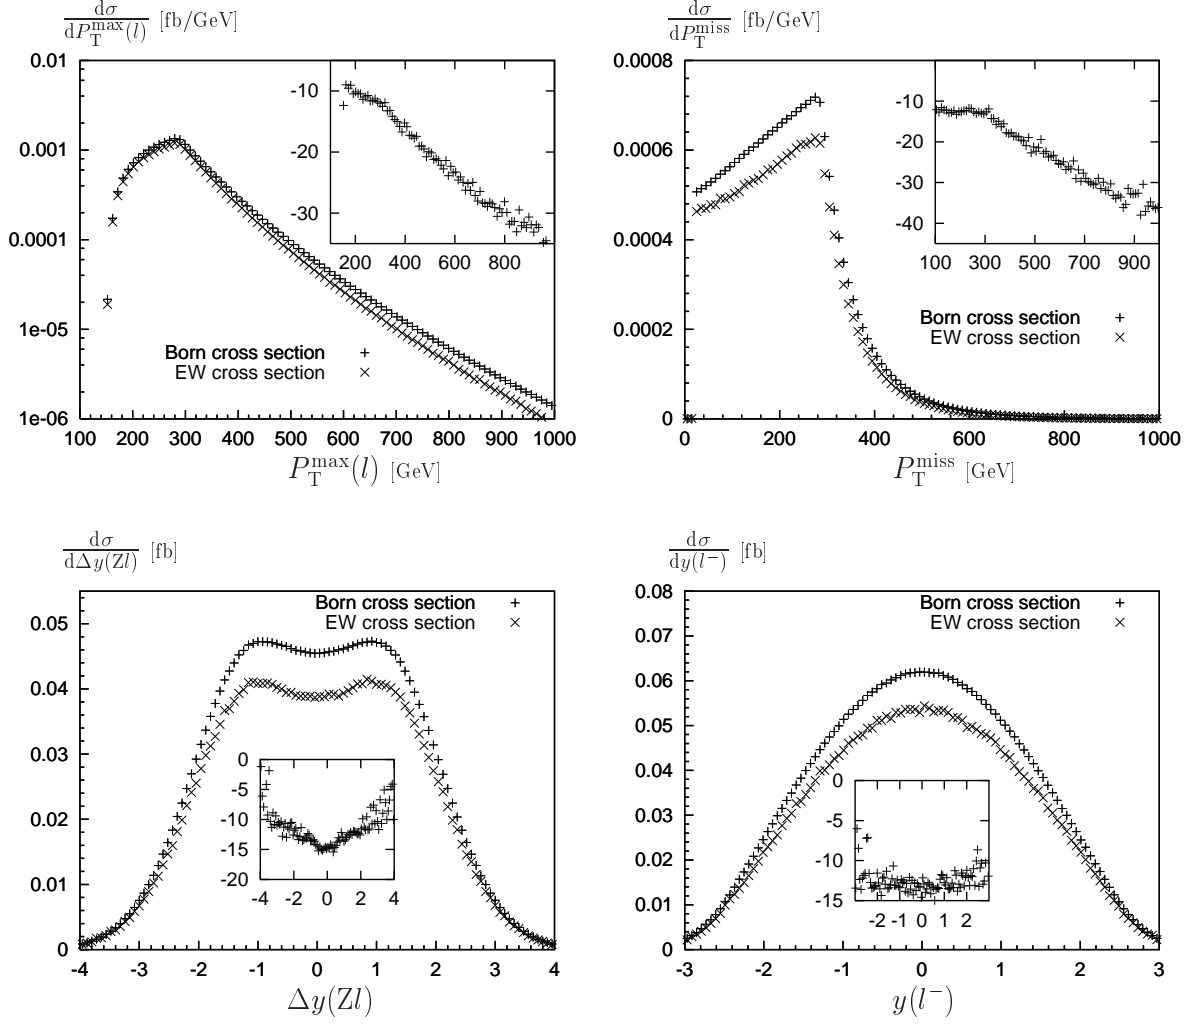 dσ/dP_T^max(l) [fb/GeV]
0.01
0.001
0.0001
1e-05
1e-06
100 200 300 400 500 600 700 800 900 1000
P_T^max(l) [GeV]
Born cross section
EW cross section
-10
-20
-30
200 400 600 800
dσ/dP_T^miss [fb/GeV]
0.0008
0.0006
0.0004
0.0002
0
0 200 400 600 800 1000
P_T^miss [GeV]
Born cross section
EW cross section
-10
-20
-30
-40
100 300 500 700 900
dσ/dΔy(Zl) [fb]
0.05
0.04
0.03
0.02
0.01
0
-4 -3 -2 -1 0 1 2 3 4
Δy(Zl)
Born cross section
EW cross section
0
-5
-10
-15
-20
-4 -2 0 2 4
dσ/dy(l⁻) [fb]
0.08
0.07
0.06
0.05
0.04
0.03
0.02
0.01
0
-3 -2 -1 0 1 2 3
y(l⁻)
Born cross section
EW cross section
0
-5
-10
-15
-2 -1 0 1 2